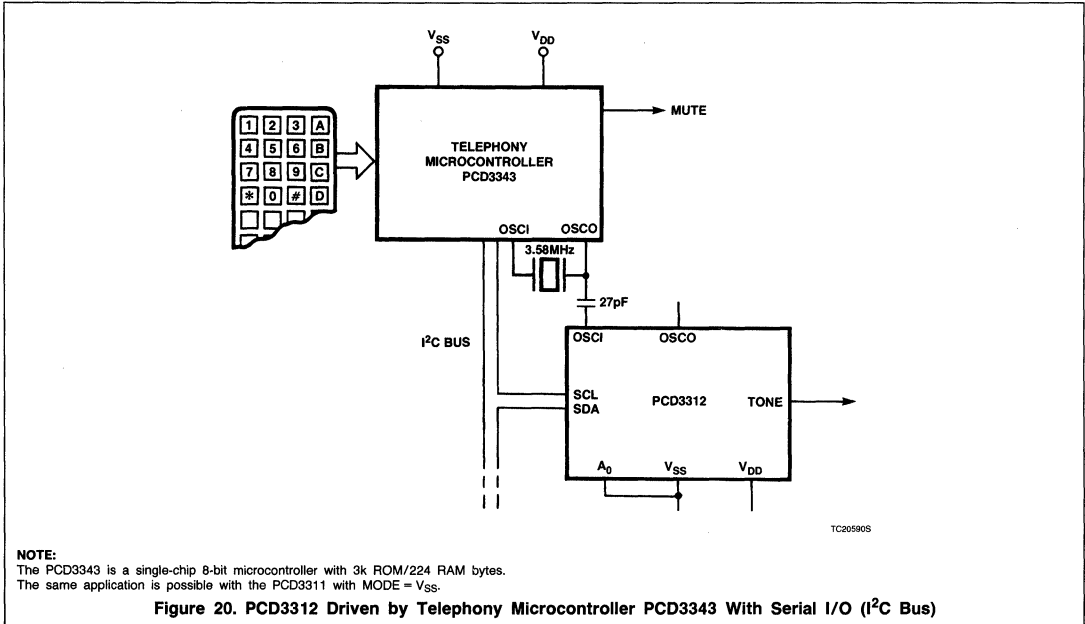 VSS VDD
MUTE
1 2 3 A
4 5 6 B
7 8 9 C
* 0 # D
TELEPHONY
MICROCONTROLLER
PCD3343
OSCI OSCO
3.58MHz
27pF
OSCI OSCO
I²C BUS
SCL
SDA
PCD3312 TONE
A0 VSS VDD
TC20590S
NOTE:
The PCD3343 is a single-chip 8-bit microcontroller with 3k ROM/224 RAM bytes.
The same application is possible with the PCD3311 with MODE = VSS.
Figure 20. PCD3312 Driven by Telephony Microcontroller PCD3343 With Serial I/O (I²C Bus)